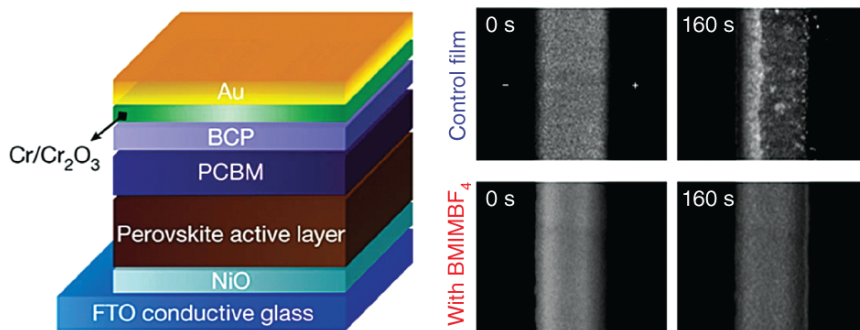 Au
Cr/Cr₂O₃
BCP
PCBM
Perovskite active layer
NiO
FTO conductive glass
Control film
0 s
160 s
−
+
With BMIMBF₄
0 s
160 s